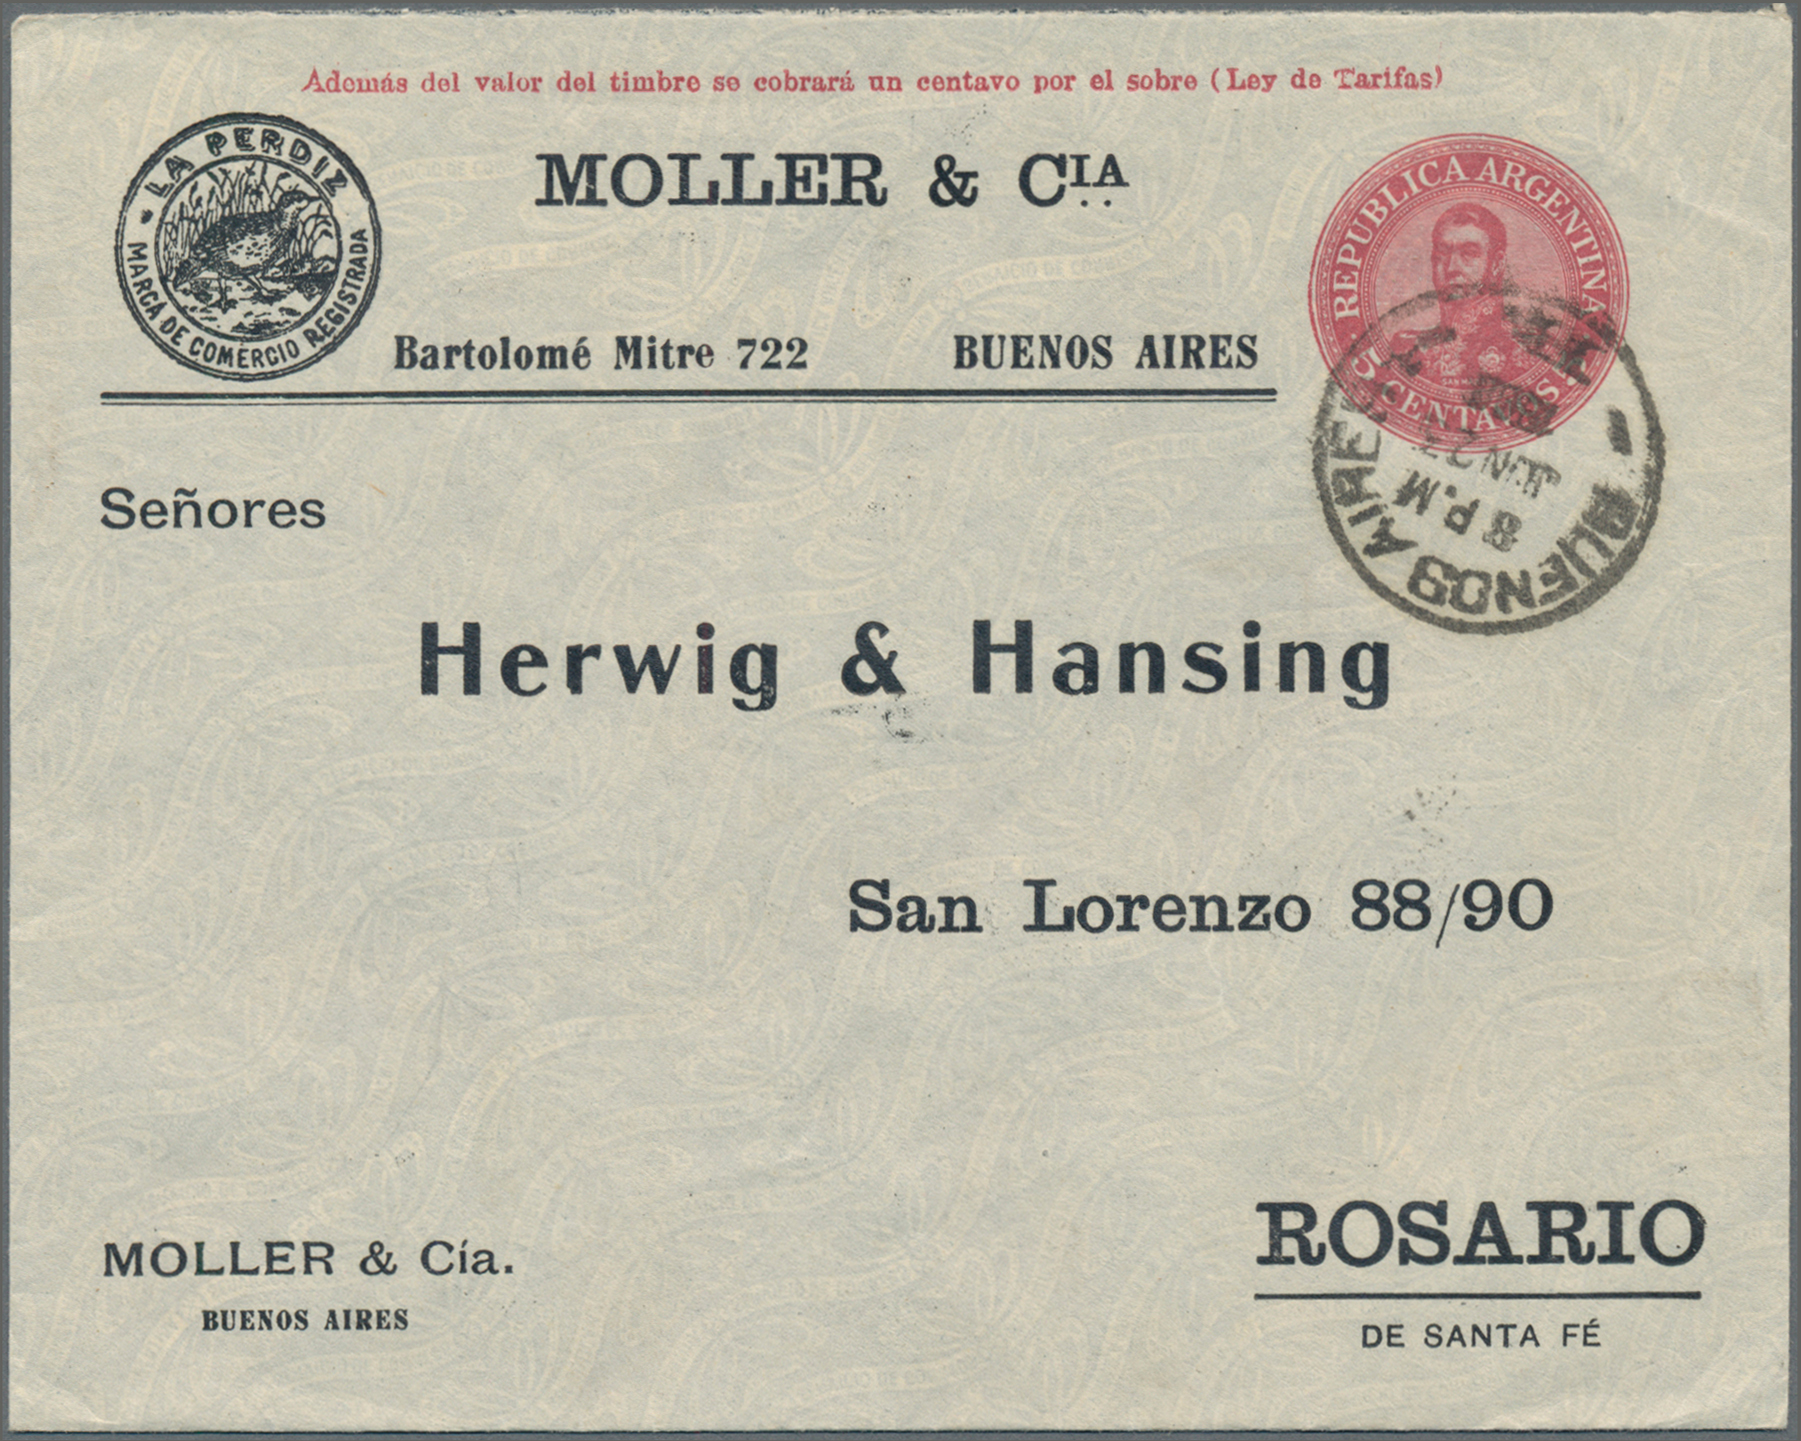 Además del valor del timbre se cobrará un centavo por el sobre (Ley de Tarifas)
LA PERDIZ
MARCA DE COMERCIO REGISTRADA
MOLLER & CIA.
Bartolomé Mitre 722 BUENOS AIRES
REPUBLICA ARGENTINA
5 CENTAVOS
8 P.M
BUENOS AIRES
Señores
Herwig & Hansing
San Lorenzo 88/90
MOLLER & Cía.
BUENOS AIRES
ROSARIO
DE SANTA FÉ